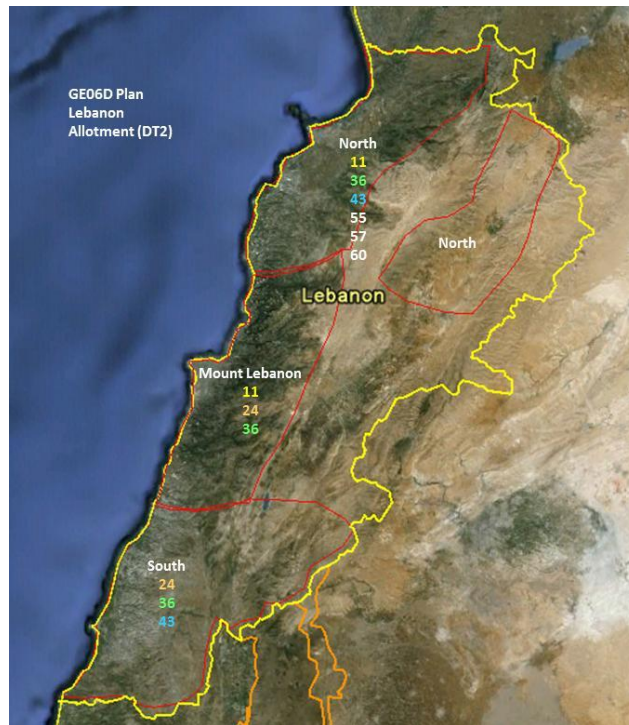 GE06D Plan
Lebanon
Allotment (DT2)
North
11
36
43
55
57
60
North
Lebanon
Mount Lebanon
11
24
36
South
24
36
43